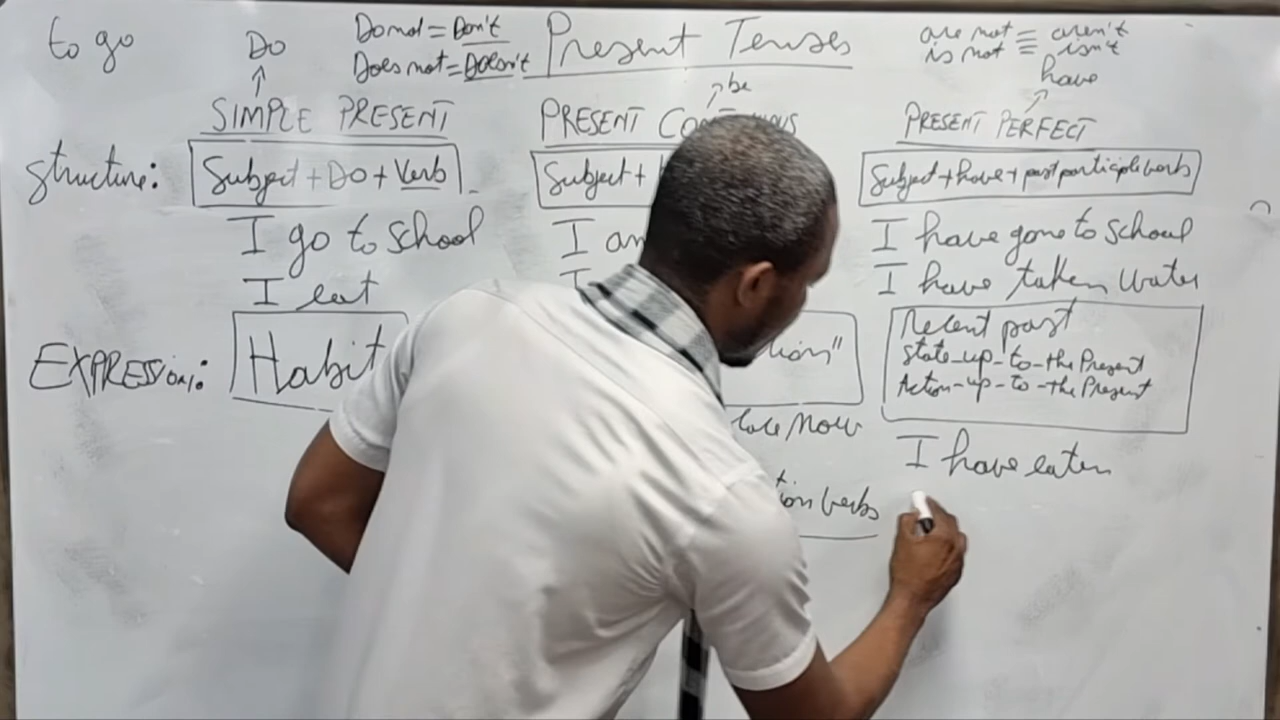 to go
Do
Do not = Don't
Does not = Doesn't
Present Tenses
are not = aren't
is not = isn't
be
have
SIMPLE PRESENT
PRESENT
PRESENT PERFECT
Structure:
Subject + Do + Verb
Subject +
Subject + have + past participle verbs
I go to school
I am
I have gone to school
I eat
I
I have taken water
EXPRESSION:
Habit
tion"
Recent past
State-up-to-the Present
Action-up-to-the Present
Now
I have eaten
tion verbs